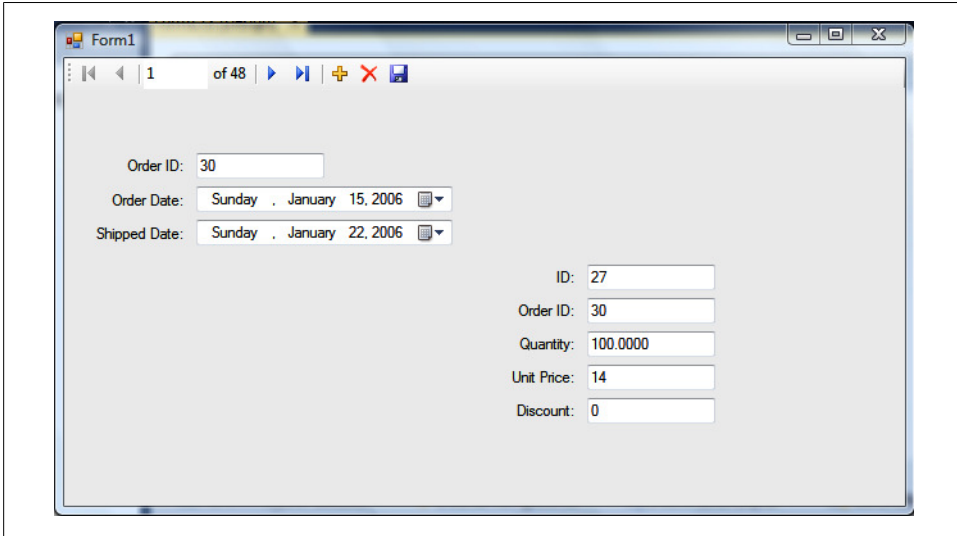 Form1
1 of 48
Order ID: 30
Order Date: Sunday , January 15, 2006
Shipped Date: Sunday , January 22, 2006
ID: 27
Order ID: 30
Quantity: 100.0000
Unit Price: 14
Discount: 0